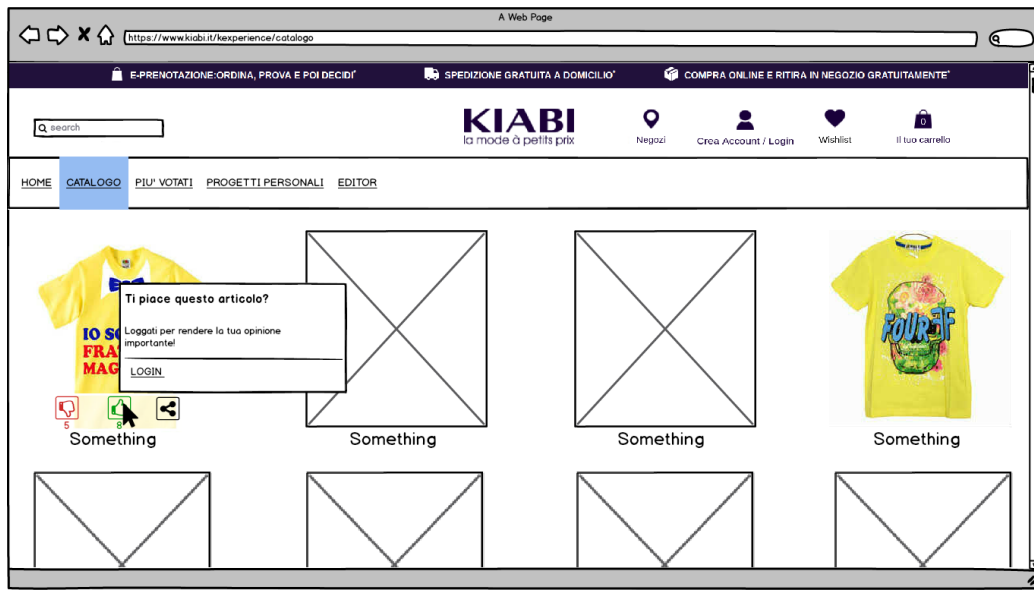 A Web Page
https://www.kiabi.it/kexperience/catalogo
E-PRENOTAZIONE:ORDINA, PROVA E POI DECIDI*
SPEDIZIONE GRATUITA A DOMICILIO*
COMPRA ONLINE E RITIRA IN NEGOZIO GRATUITAMENTE*
search
KIABI
la mode à petits prix
Negozi
Crea Account / Login
Wishlist
0
Il tuo carrello
HOME CATALOGO PIU' VOTATI PROGETTI PERSONALI EDITOR
Ti piace questo articolo?
Loggati per rendere la tua opinione
importante!
LOGIN
IO
MAG
FOUR
5
8
Something
Something
Something
Something